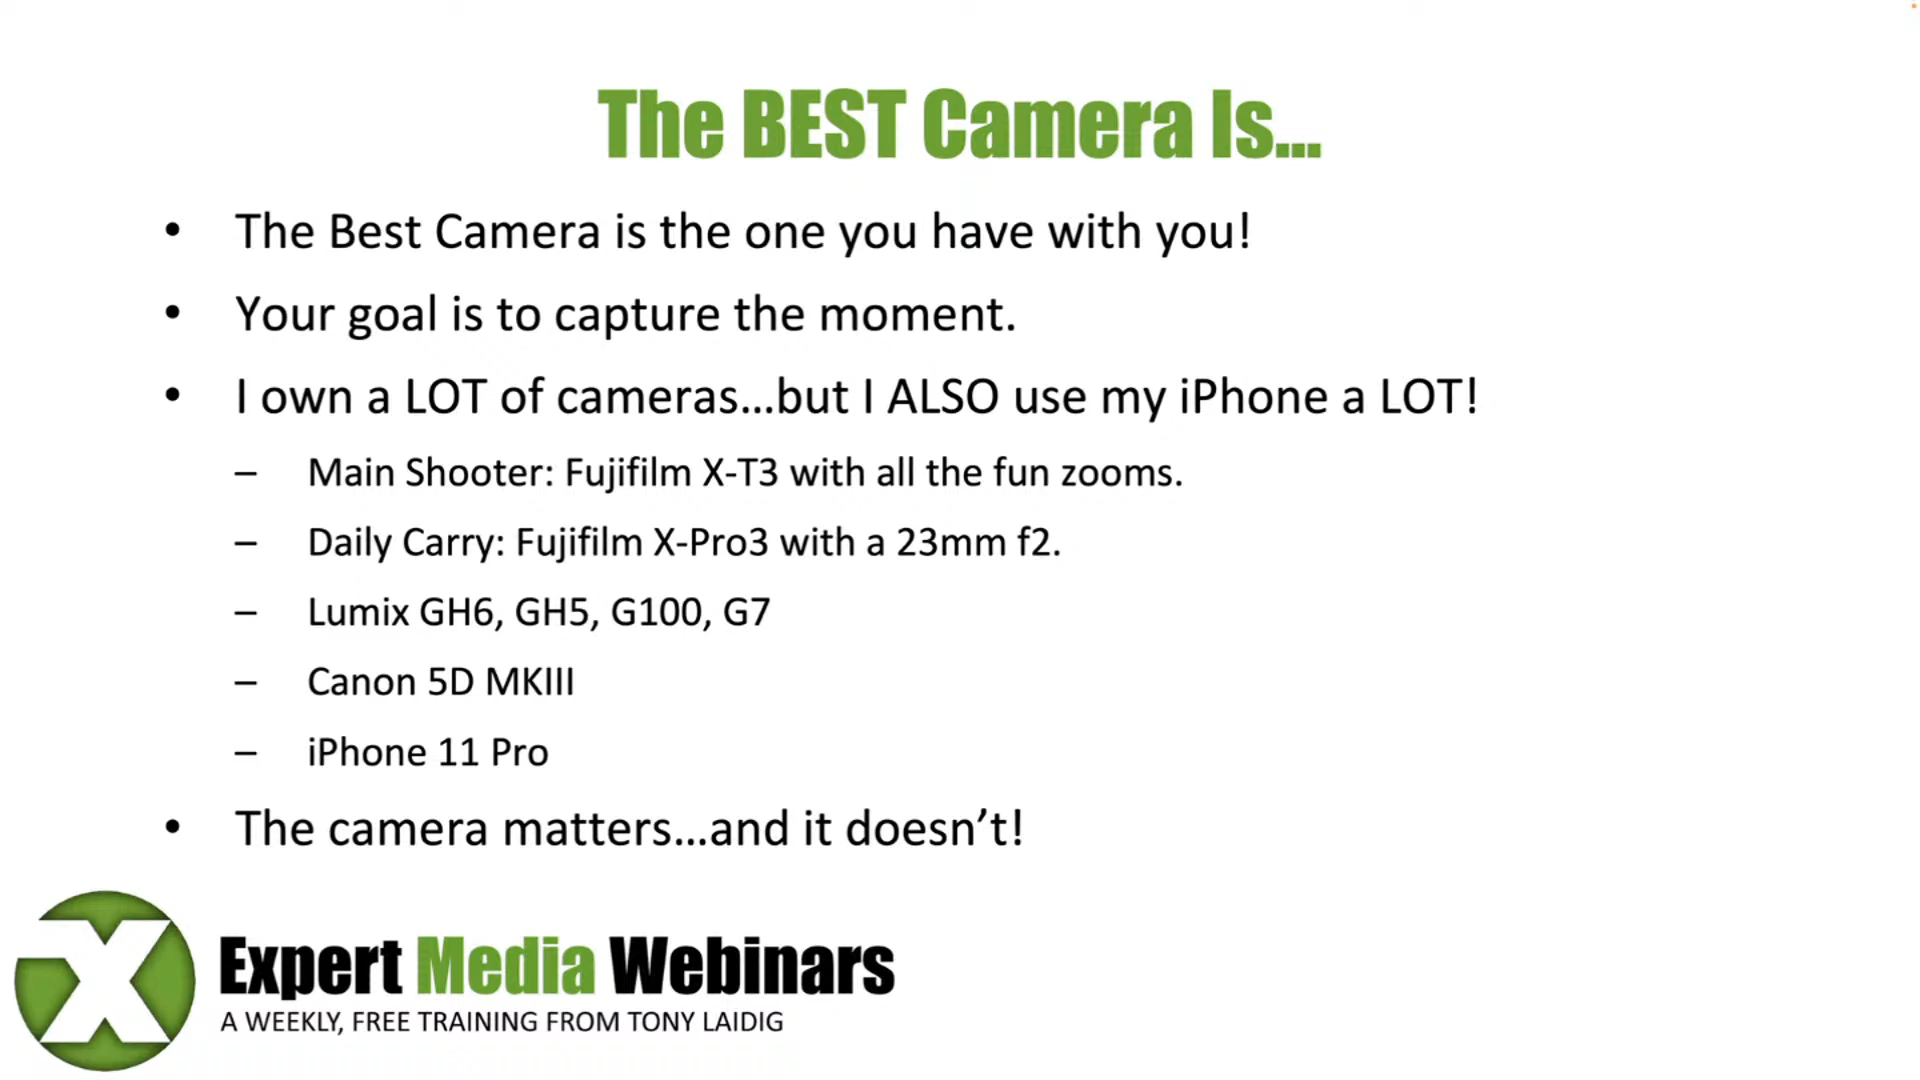 The BEST Camera Is...
• The Best Camera is the one you have with you!
• Your goal is to capture the moment.
• I own a LOT of cameras...but I ALSO use my iPhone a LOT!
– Main Shooter: Fujifilm X-T3 with all the fun zooms.
– Daily Carry: Fujifilm X-Pro3 with a 23mm f2.
– Lumix GH6, GH5, G100, G7
– Canon 5D MKIII
– iPhone 11 Pro
• The camera matters...and it doesn’t!
X
Expert Media Webinars
A WEEKLY, FREE TRAINING FROM TONY LAIDIG